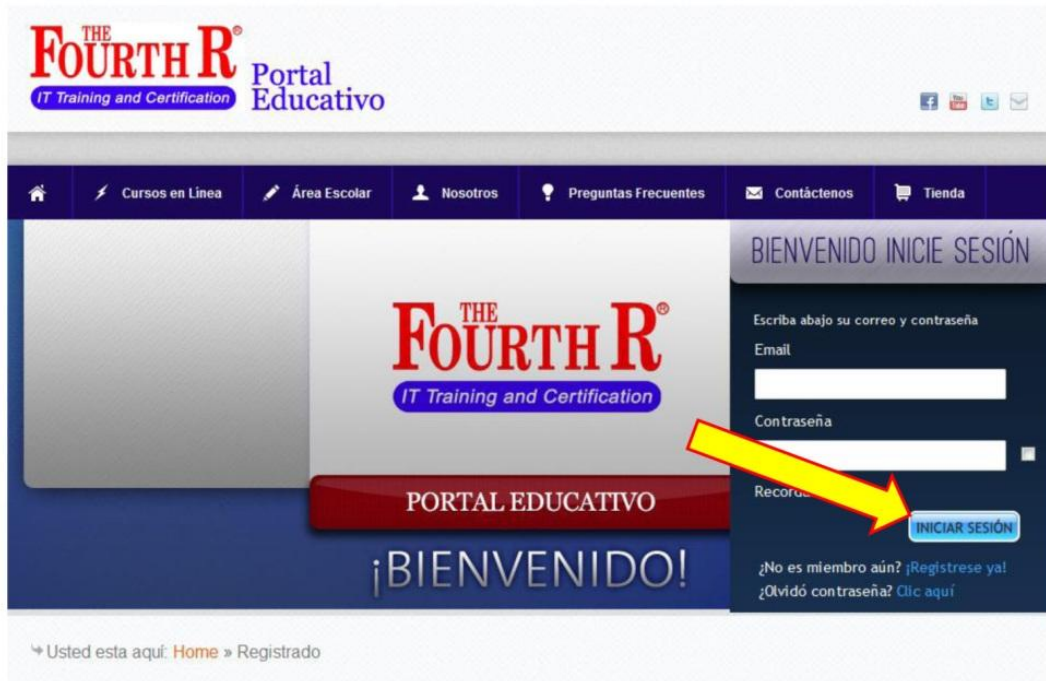 THE
FOURTH R®
IT Training and Certification
Portal
Educativo
Cursos en Línea
Área Escolar
Nosotros
Preguntas Frecuentes
Contáctenos
Tienda
BIENVENIDO INICIE SESIÓN
THE
FOURTH R®
IT Training and Certification
PORTAL EDUCATIVO
¡BIENVENIDO!
Escriba abajo su correo y contraseña
Email
Contraseña
INICIAR SESIÓN
¿No es miembro aún? ¡Registrese ya!
¿Olvidó contraseña? Clic aquí
Usted esta aquí: Home » Registrado